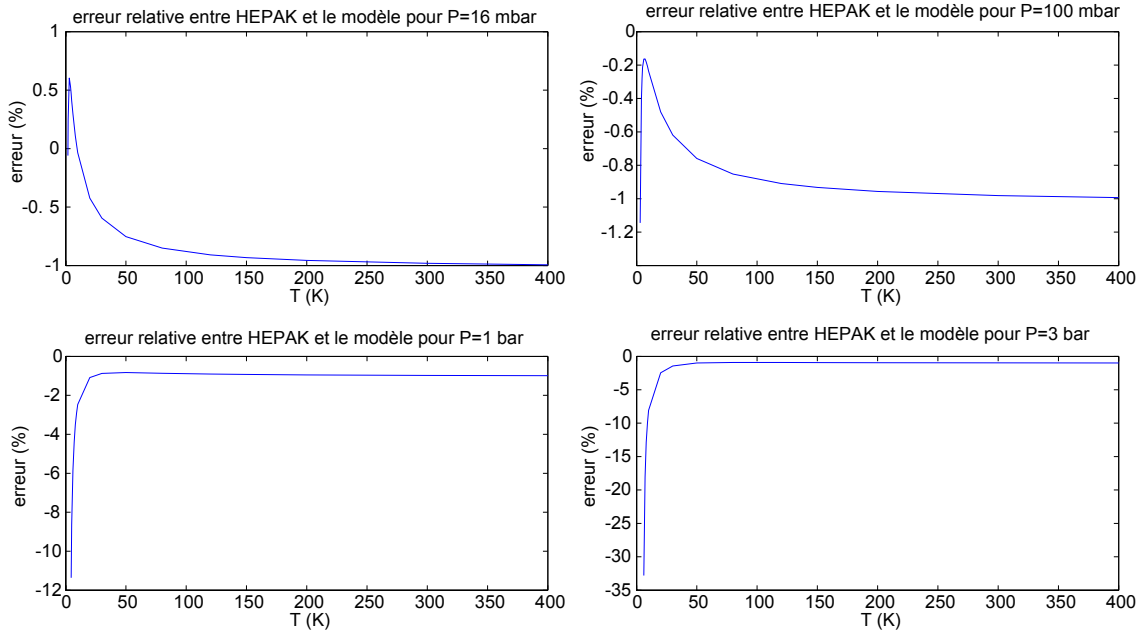 erreur relative entre HEPAK et le modèle pour P=16 mbar
1
0.5
0
-0. 5
-1
erreur (%)
0 50 100 150 200 250 300 350 400
T (K)
erreur relative entre HEPAK et le modèle pour P=100 mbar
0
-0.2
-0.4
-0.6
-0.8
-1
-1.2
erreur (%)
0 50 100 150 200 250 300 350 400
T (K)
erreur relative entre HEPAK et le modèle pour P=1 bar
0
-2
-4
-6
-8
-10
-12
erreur (%)
0 50 100 150 200 250 300 350 400
T (K)
erreur relative entre HEPAK et le modèle pour P=3 bar
0
-5
-10
-15
-20
-25
-30
-35
erreur (%)
0 50 100 150 200 250 300 350 400
T (K)